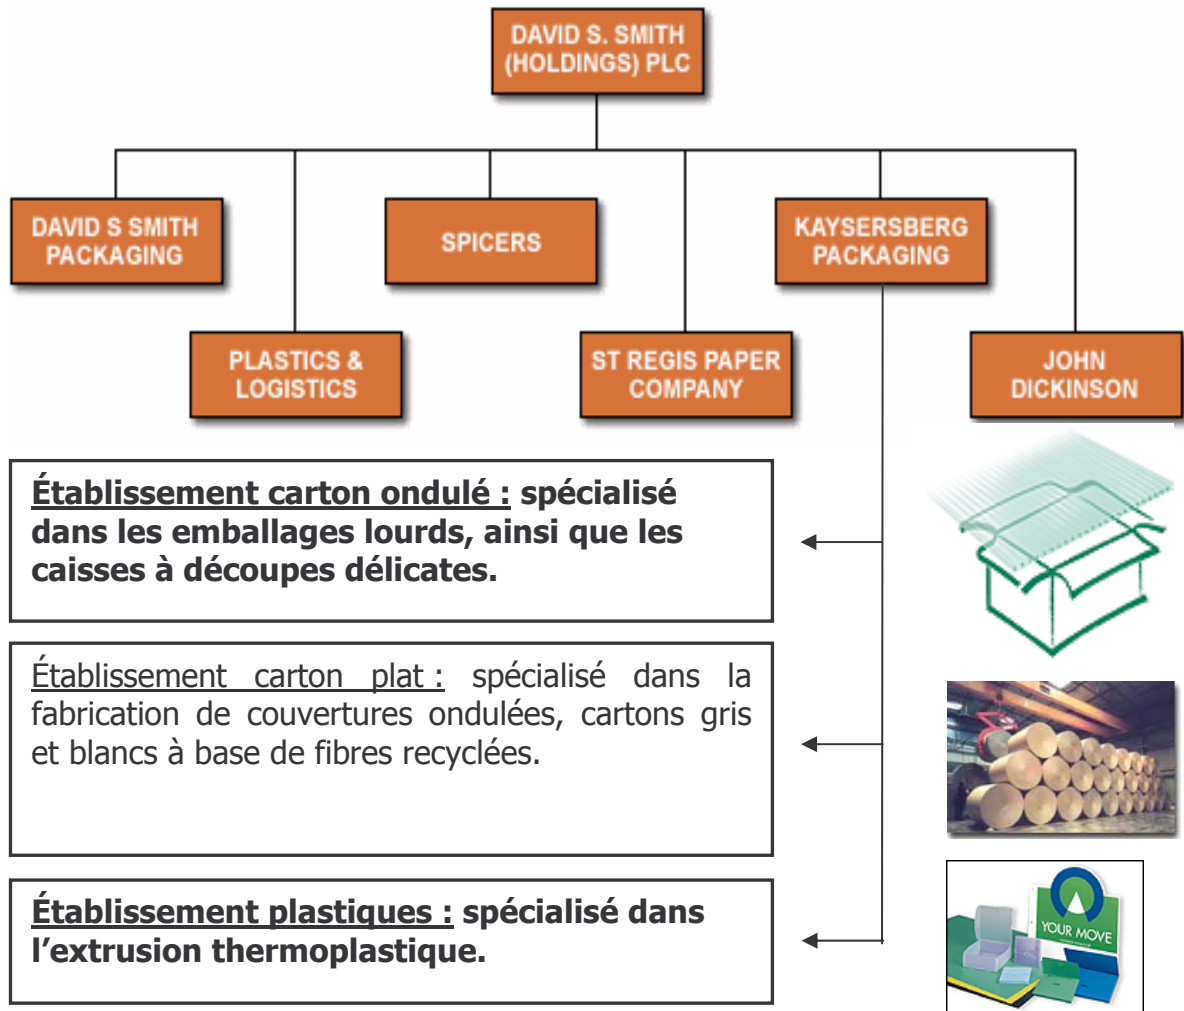 DAVID S. SMITH
(HOLDINGS) PLC
DAVID S SMITH
PACKAGING
SPICERS
KAYSERSBERG
PACKAGING
PLASTICS &
LOGISTICS
ST REGIS PAPER
COMPANY
JOHN
DICKINSON
Établissement carton ondulé : spécialisé
dans les emballages lourds, ainsi que les
caisses à découpes délicates.
Établissement carton plat : spécialisé dans la
fabrication de couvertures ondulées, cartons gris
et blancs à base de fibres recyclées.
Établissement plastiques : spécialisé dans
l’extrusion thermoplastique.
YOUR MOVE